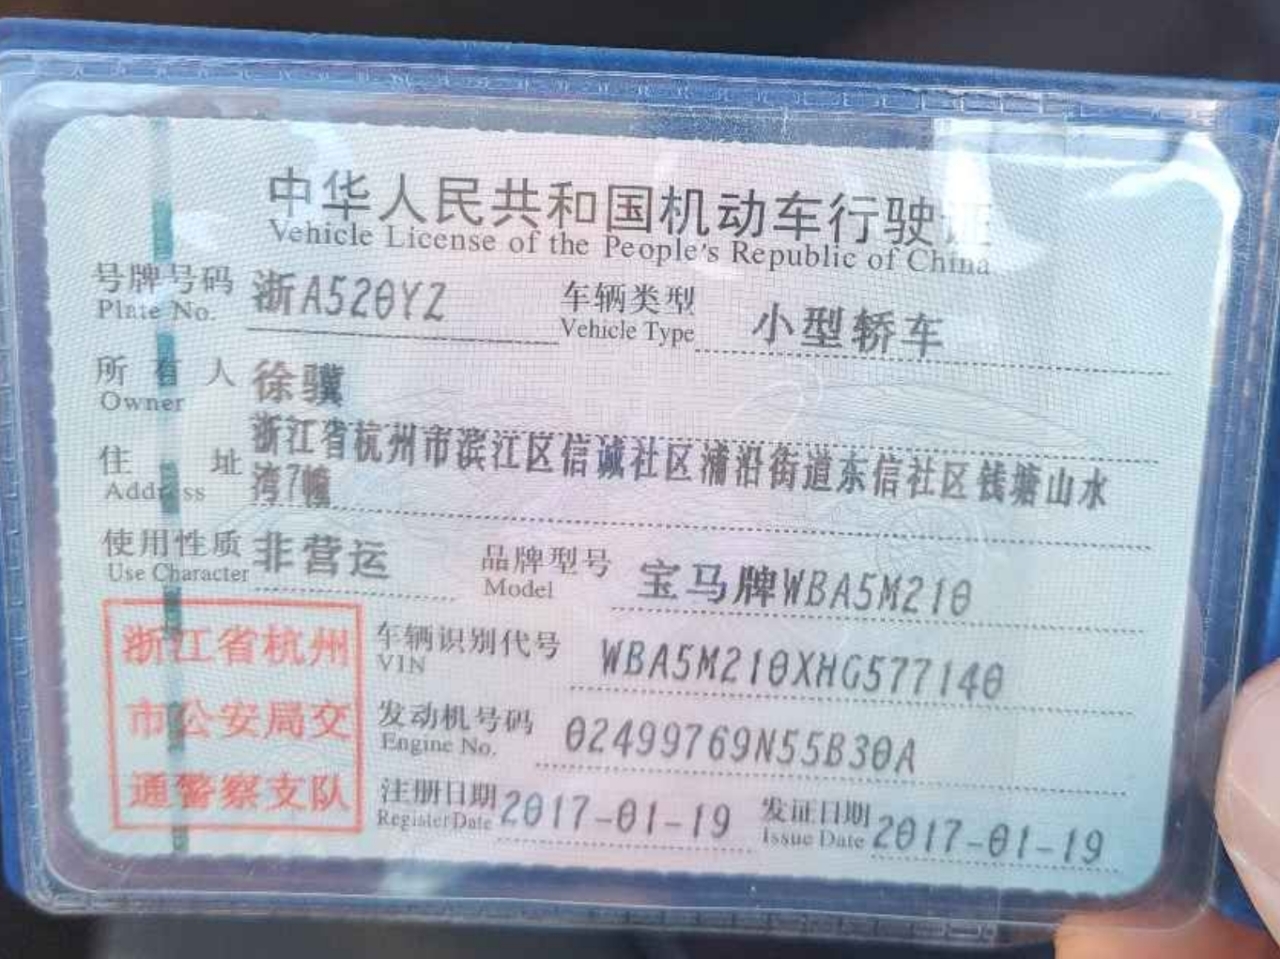 中华人民共和国机动车行驶证
Vehicle License of the People's Republic of China
号牌号码 浙A520YZ 车辆类型 小型轿车
Plate No. Vehicle Type
所有人 徐骥
Owner
住址 浙江省杭州市滨江区信诚社区浦沿街道东信社区钱塘山水
Address 湾7幢
使用性质 非营运 品牌型号 宝马牌WBA5M210
Use Character Model
浙江省杭州
市公安局交
通警察支队
车辆识别代号 WBA5M210XHG577140
VIN
发动机号码 02499769N55B30A
Engine No.
注册日期 2017-01-19 发证日期 2017-01-19
Register Date Issue Date